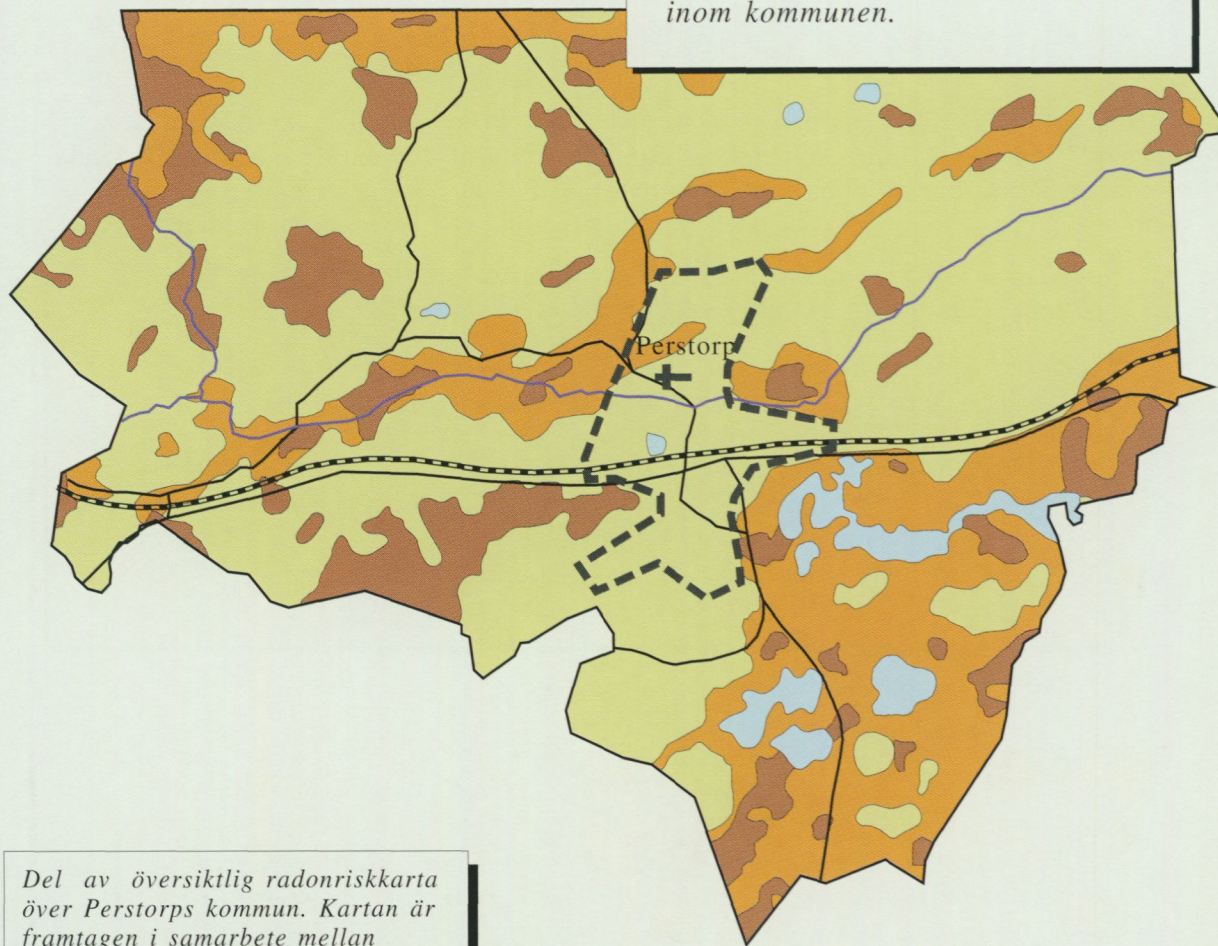 inom kommunen.
Perstorp
Del av översiktlig radonriskkarta
över Perstorps kommun. Kartan är
framtagen i samarbete mellan